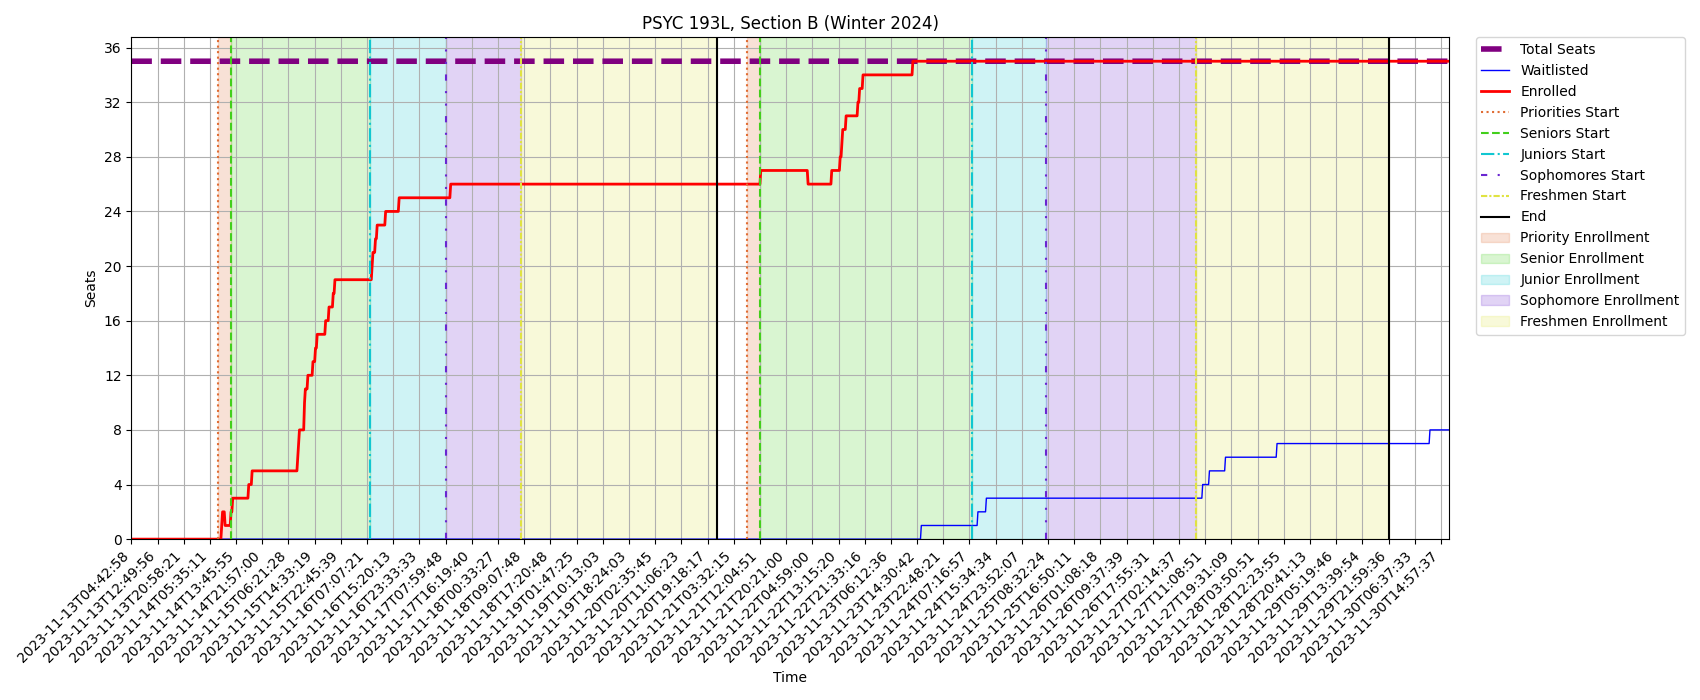 PSYC 193L, Section B (Winter 2024)
36
32
28
24
20
16
12
8
4
0
Seats
2023-11-13T04:42:58
2023-11-13T12:49:56
2023-11-13T20:58:21
2023-11-14T05:35:11
2023-11-14T13:45:55
2023-11-14T21:57:00
2023-11-15T06:21:28
2023-11-15T14:33:19
2023-11-15T22:45:39
2023-11-16T07:07:21
2023-11-16T15:20:13
2023-11-16T23:33:33
2023-11-17T07:59:48
2023-11-17T16:19:40
2023-11-18T00:33:27
2023-11-18T09:07:48
2023-11-18T17:20:48
2023-11-19T01:47:25
2023-11-19T10:13:03
2023-11-19T18:24:03
2023-11-20T02:35:45
2023-11-20T11:06:23
2023-11-20T19:18:17
2023-11-21T03:32:15
2023-11-21T12:04:51
2023-11-21T20:21:00
2023-11-22T04:59:00
2023-11-22T13:15:20
2023-11-22T21:33:16
2023-11-23T06:12:36
2023-11-23T14:30:42
2023-11-23T22:48:21
2023-11-24T07:16:57
2023-11-24T15:34:34
2023-11-24T23:52:07
2023-11-25T08:32:24
2023-11-25T16:50:11
2023-11-26T01:08:18
2023-11-26T09:37:39
2023-11-26T17:55:31
2023-11-27T02:14:37
2023-11-27T11:08:51
2023-11-27T19:31:09
2023-11-28T03:50:51
2023-11-28T12:23:55
2023-11-28T20:41:13
2023-11-29T05:19:46
2023-11-29T13:39:54
2023-11-29T21:59:36
2023-11-30T06:37:33
2023-11-30T14:57:37
Time
Total Seats
Waitlisted
Enrolled
Priorities Start
Seniors Start
Juniors Start
Sophomores Start
Freshmen Start
End
Priority Enrollment
Senior Enrollment
Junior Enrollment
Sophomore Enrollment
Freshmen Enrollment